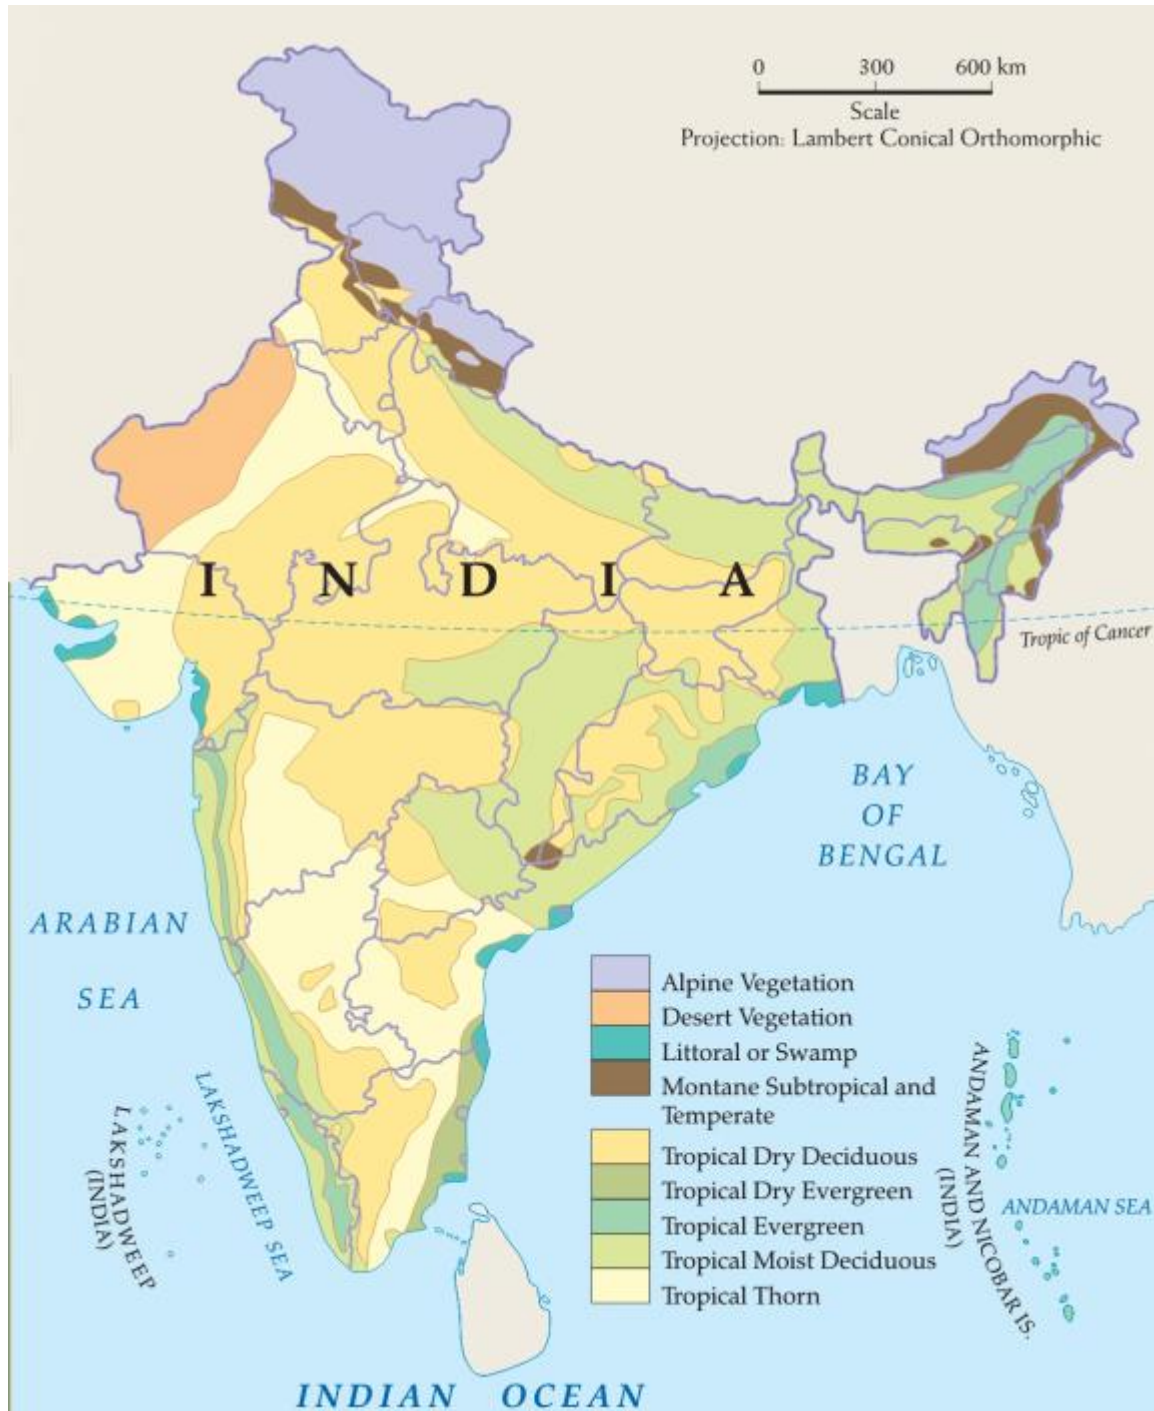 0 300 600 km
Scale
Projection: Lambert Conical Orthomorphic
I N D I A
Tropic of Cancer
BAY
OF
BENGAL
ARABIAN
SEA
Alpine Vegetation
Desert Vegetation
Littoral or Swamp
Montane Subtropical and
Temperate
Tropical Dry Deciduous
Tropical Dry Evergreen
Tropical Evergreen
Tropical Moist Deciduous
Tropical Thorn
LAKSHADWEEP
(INDIA)
LAKSHADWEEP SEA
ANDAMAN AND NICOBAR IS.
(INDIA)
ANDAMAN SEA
INDIAN OCEAN